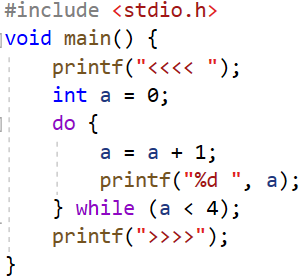 #include <stdio.h>
void main() {
    printf("<<<< ");
    int a = 0;
    do {
        a = a + 1;
        printf("%d ", a);
    } while (a < 4);
    printf(">>>>");
}